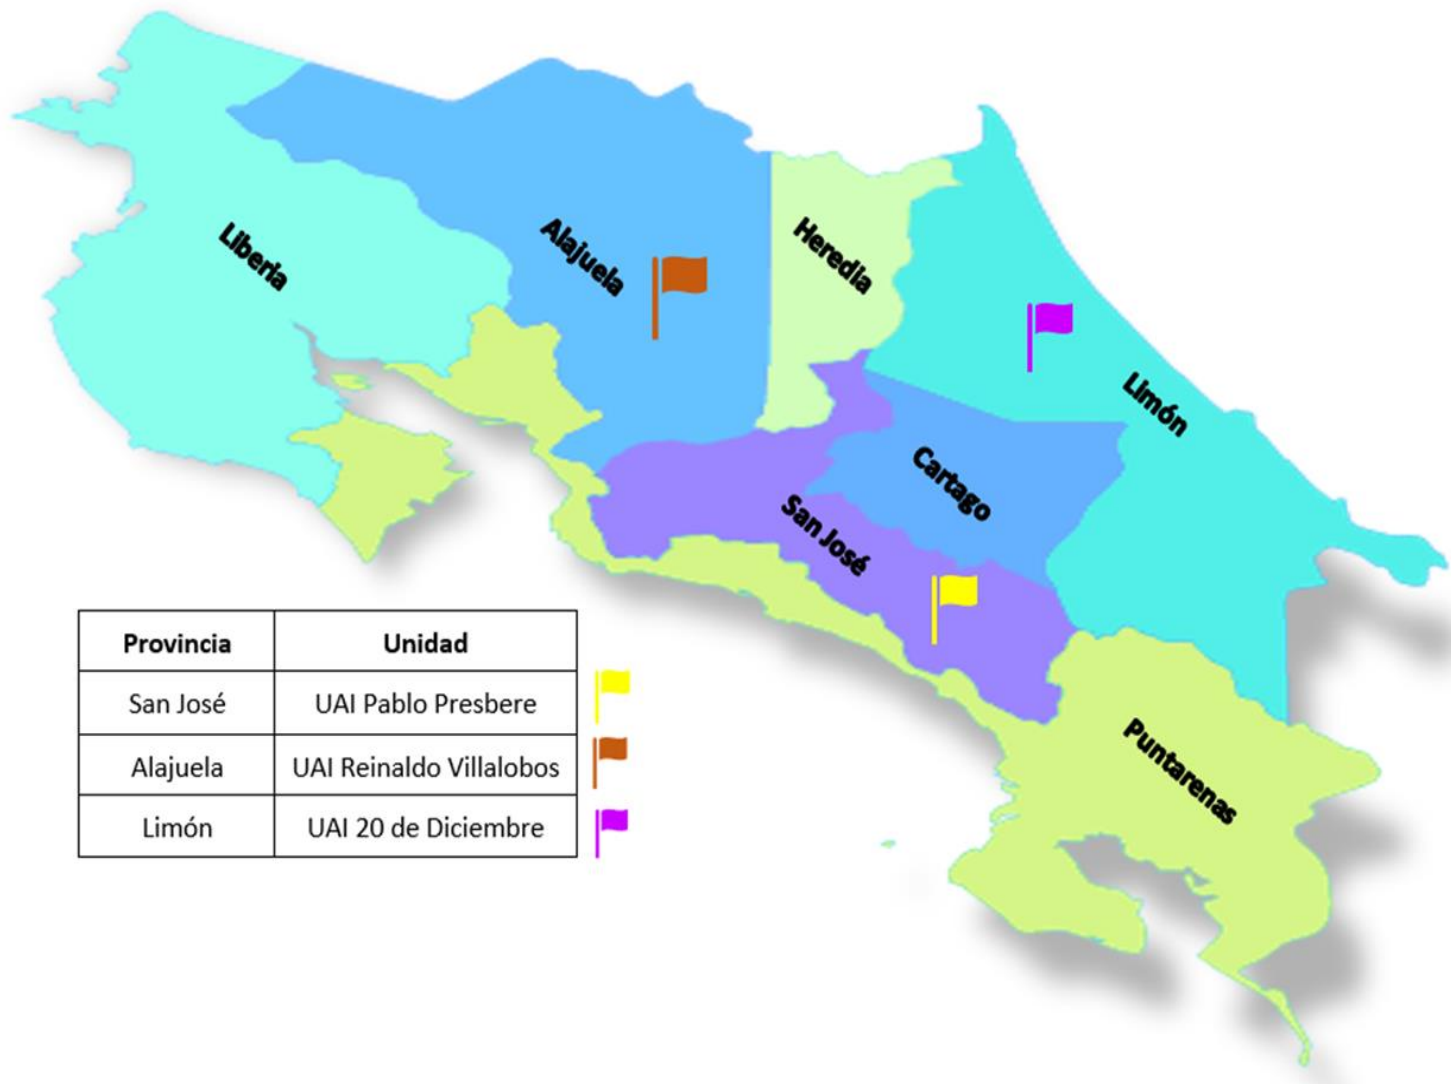 Liberia
Alajuela
Heredia
Limón
Cartago
San José
Puntarenas
Provincia Unidad
San José UAI Pablo Presbere
Alajuela UAI Reinaldo Villalobos
Limón UAI 20 de Diciembre